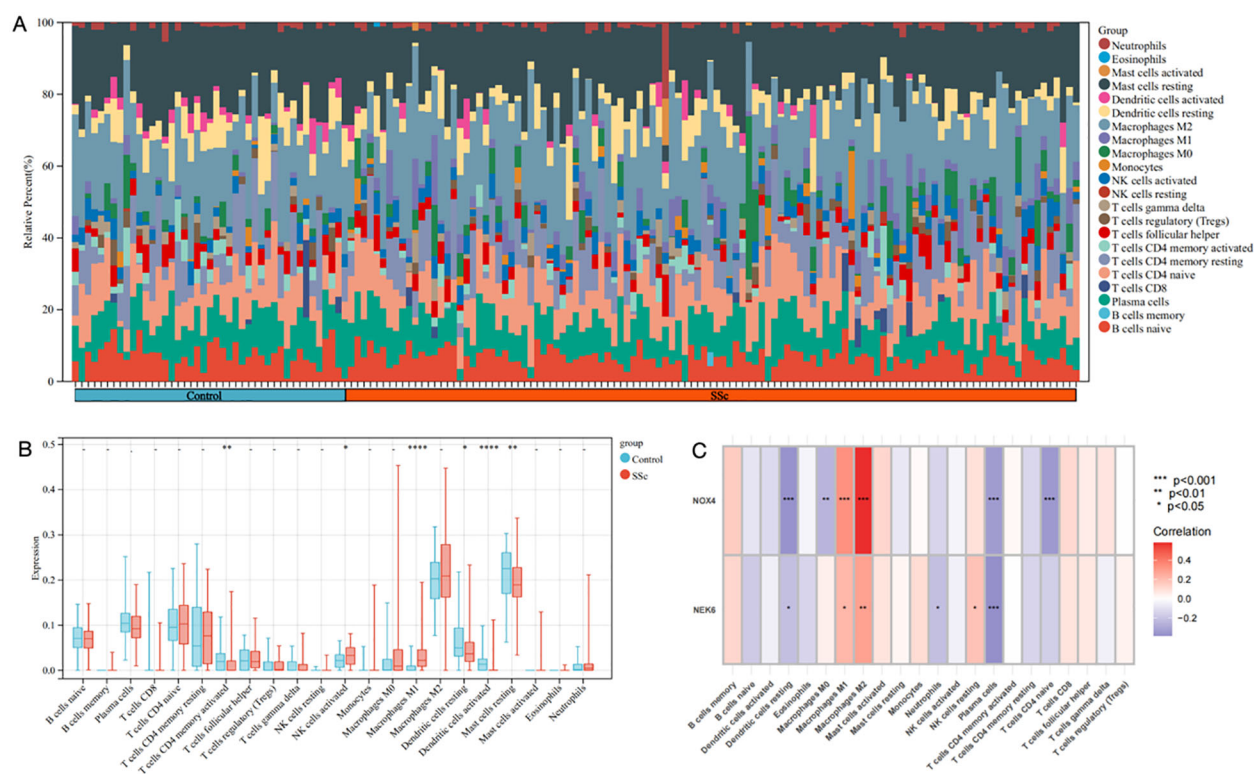 A
Relative Percent(%)
100
80
60
40
20
0
Control
SSc
Group
Neutrophils
Eosinophils
Mast cells activated
Mast cells resting
Dendritic cells activated
Dendritic cells resting
Macrophages M2
Macrophages M1
Macrophages M0
Monocytes
NK cells activated
NK cells resting
T cells gamma delta
T cells regulatory (Tregs)
T cells follicular helper
T cells CD4 memory activated
T cells CD4 memory resting
T cells CD4 naive
T cells CD8
Plasma cells
B cells memory
B cells naive
B
Expression
0.5
0.4
0.3
0.2
0.1
0.0
- - - - - - ** - - - - * - - **** - * **** ** - - -
group
Control
SSc
B cells naive
B cells memory
Plasma cells
T cells CD8
T cells CD4 naive
T cells CD4 memory resting
T cells CD4 memory activated
T cells follicular helper
T cells regulatory (Tregs)
T cells gamma delta
NK cells resting
NK cells activated
Monocytes
Macrophages M0
Macrophages M1
Macrophages M2
Dendritic cells resting
Dendritic cells activated
Mast cells resting
Mast cells activated
Eosinophils
Neutrophils
C
NOX4
*** ** *** *** *** ***
NEK6
* * ** * * ***
B cells memory
B cells naive
Dendritic cells activated
Dendritic cells resting
Eosinophils
Macrophages M0
Macrophages M1
Macrophages M2
Mast cells activated
Mast cells resting
Monocytes
Neutrophils
NK cells activated
NK cells resting
Plasma cells
T cells CD4 memory activated
T cells CD4 memory resting
T cells CD4 naive
T cells CD8
T cells follicular helper
T cells gamma delta
T cells regulatory (Tregs)
*** p<0.001
** p<0.01
* p<0.05
Correlation
0.4
0.2
0.0
−0.2